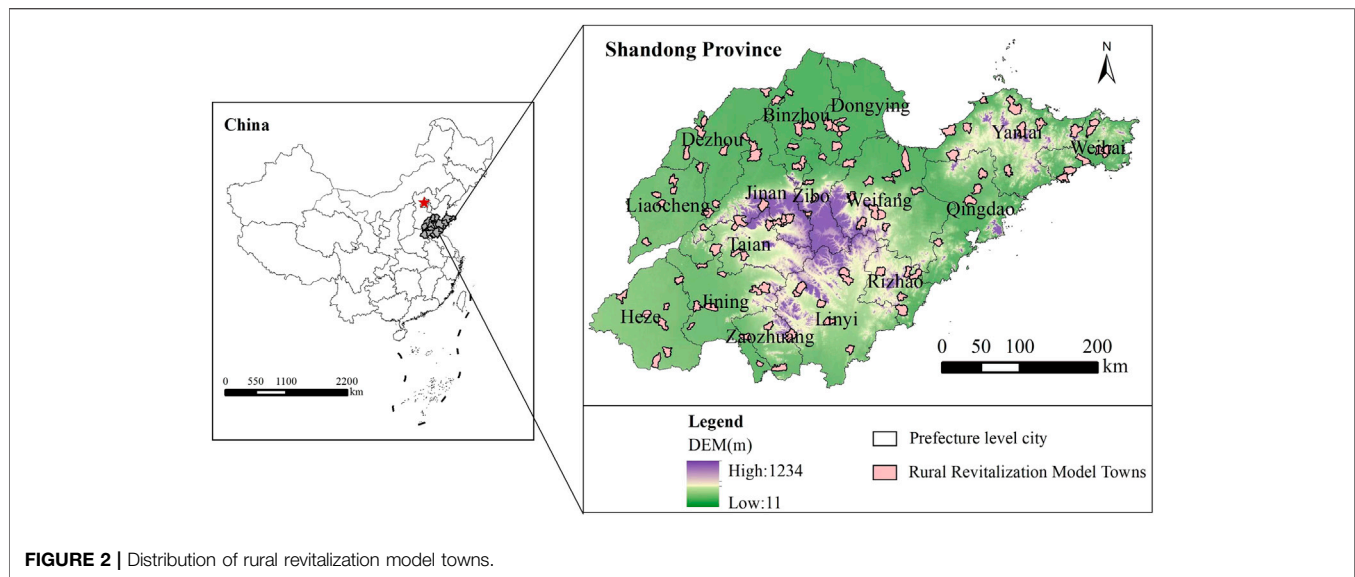 China
0 550 1100 2200
km
Shandong Province
N
Dongying
Binzhou
Dezhou
Yantai
Weihai
Jinan Zibo
Weifang
Liaocheng
Qingdao
Taian
Rizhao
Jining
Heze
Linyi
Zaozhuang
0 50 100 200
km
Legend
DEM(m)
High:1234
Low:11
Prefecture level city
Rural Revitalization Model Towns
FIGURE 2 | Distribution of rural revitalization model towns.